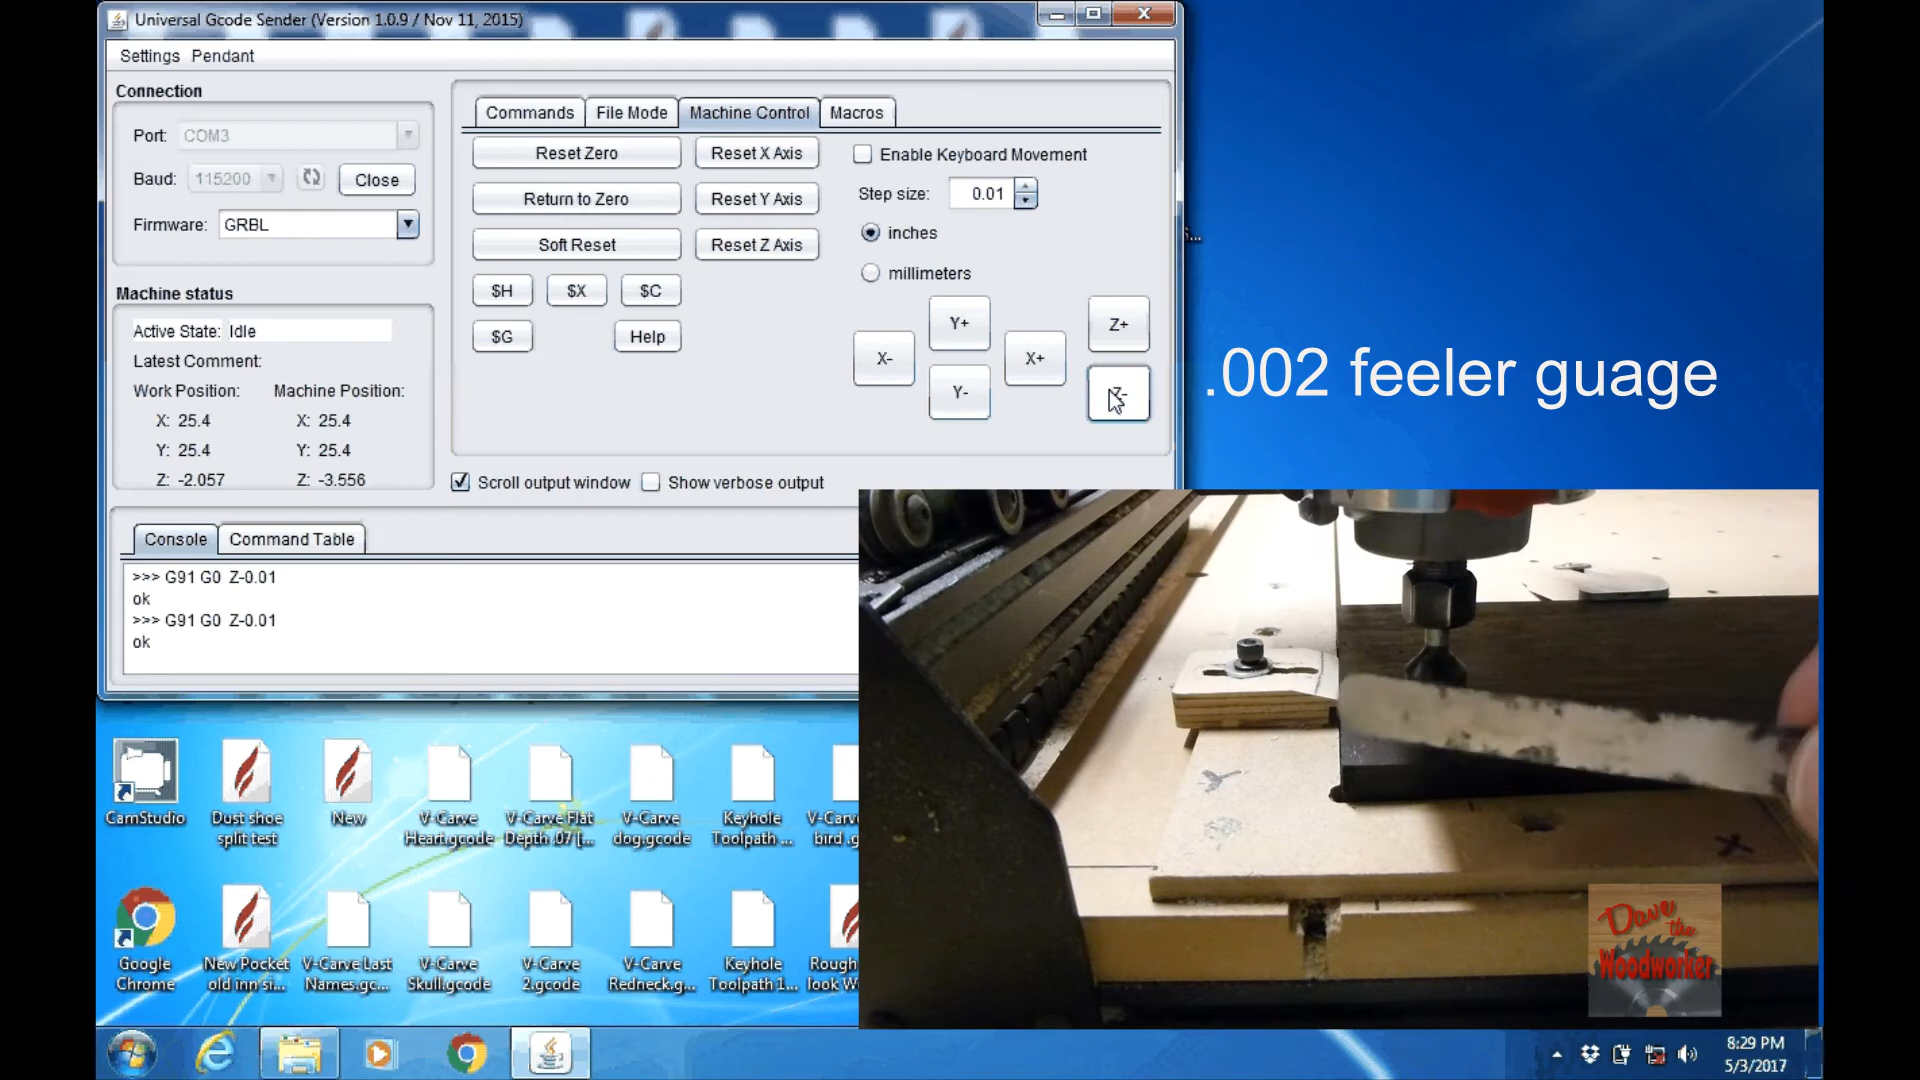 Universal Gcode Sender (Version 1.0.9 / Nov 11, 2015)
Settings Pendant
Connection
Port: COM3
Baud: 115200 Close
Firmware: GRBL
Machine status
Active State: Idle
Latest Comment:
Work Position: Machine Position:
X: 25.4 X: 25.4
Y: 25.4 Y: 25.4
Z: -2.057 Z: -3.556
Commands File Mode Machine Control Macros
Reset Zero Reset X Axis
Return to Zero Reset Y Axis
Soft Reset Reset Z Axis
$H $X $C
$G Help
Enable Keyboard Movement
Step size: 0.01
inches
millimeters
Y+ Z+
X- X+
Y- Z-
Scroll output window Show verbose output
Console Command Table
>>> G91 G0 Z-0.01
ok
>>> G91 G0 Z-0.01
ok
.002 feeler guage
CamStudio
Dust shoe
split test
New
V-Carve
Heart.gcode
V-Carve Flat
Depth .07 [...
V-Carve
dog.gcode
Keyhole
Toolpath ...
V-Carv
bird .g
Google
Chrome
New Pocket
old inn si...
V-Carve Last
Names.gc...
V-Carve
Skull.gcode
V-Carve
2.gcode
V-Carve
Redneck.g...
Keyhole
Toolpath 1...
Rough
look W
Dave
the
Woodworker
8:29 PM
5/3/2017